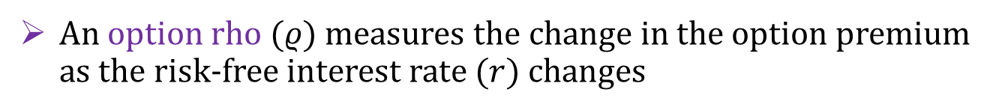 ➢ An option rho (ϱ) measures the change in the option premium
as the risk-free interest rate (𝑟) changes